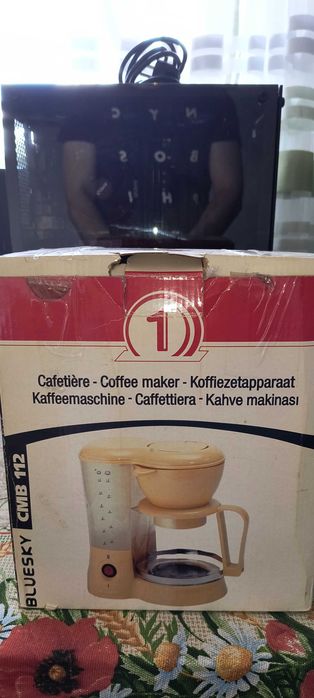 N Y C
B O S
H I
1
Cafetière - Coffee maker - Koffiezetapparaat
Kaffeemaschine - Caffettiera - Kahve makinası
BLUESKY CMB 112